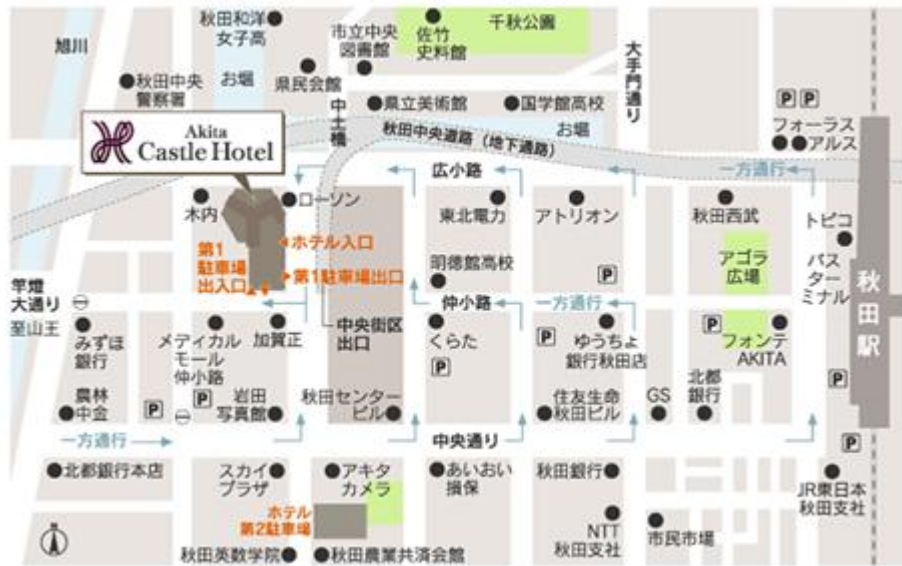 旭川
秋田和洋
女子高
市立中央
図書館
佐竹
史料館
千秋公園
大手門通り
秋田中央
警察署
お堀
県民会館
中土橋
県立美術館
国学館高校
お堀
秋田中央道路(地下通路)
P P
フォーラス
アルス
Akita
Castle Hotel
広小路
一方通行
木内
ローソン
東北電力
アトリオン
秋田西武
トピコ
第1
駐車場
出入口
ホテル入口
第1駐車場出口
明徳館高校
P
アゴラ
広場
バス
ターミナル
秋田駅
竿燈
大通り
至山王
仲小路
一方通行
みずほ
銀行
メディカル
モール
仲小路
加賀正
中央街区
出口
くらた
P
P
ゆうちょ
銀行秋田店
P
フォンテ
AKITA
農林
中金
P
P
岩田
写真館
秋田センター
ビル
住友生命
秋田ビル
GS
北都
銀行
P
一方通行
中央通り
P
北都銀行本店
スカイ
プラザ
アキタ
カメラ
あいおい
損保
秋田銀行
JR東日本
秋田支社
ホテル
第2駐車場
NTT
秋田支社
市民市場
秋田英数学院
秋田農業共済会館